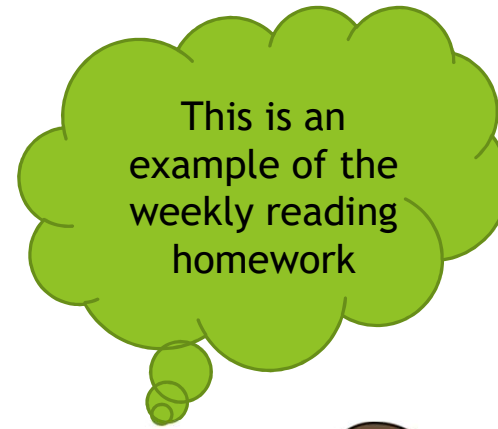 This is an
example of the
weekly reading
homework